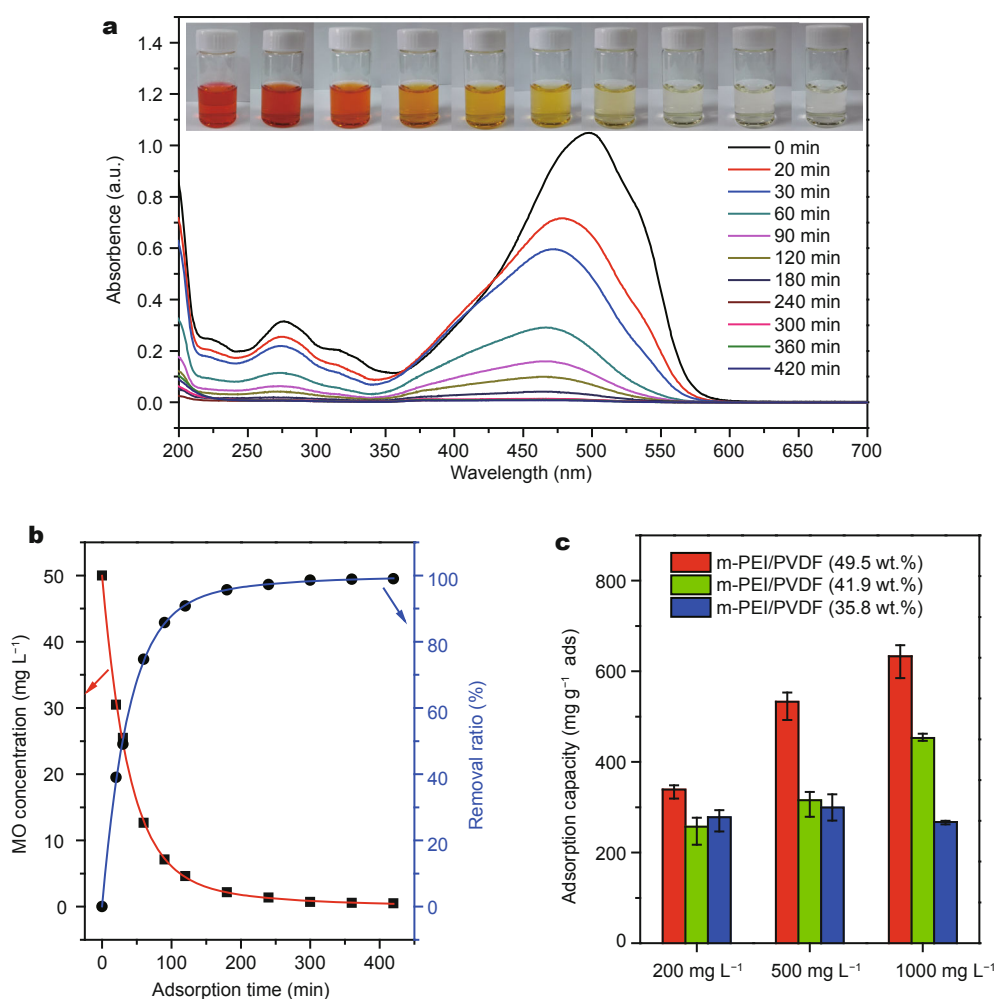 a
1.4
1.2
1.0
0.8
0.6
0.4
0.2
0.0
Absorbence (a.u.)
0 min
20 min
30 min
60 min
90 min
120 min
180 min
240 min
300 min
360 min
420 min
200 250 300 350 400 450 500 550 600 650 700
Wavelength (nm)
b
50
40
30
20
10
0
MO concentration (mg L⁻¹)
100
80
60
40
20
0
Removal ratio (%)
0 100 200 300 400
Adsorption time (min)
c
m-PEI/PVDF (49.5 wt.%)
m-PEI/PVDF (41.9 wt.%)
m-PEI/PVDF (35.8 wt.%)
800
600
400
200
0
Adsorption capacity (mg g⁻¹ ads)
200 mg L⁻¹ 500 mg L⁻¹ 1000 mg L⁻¹